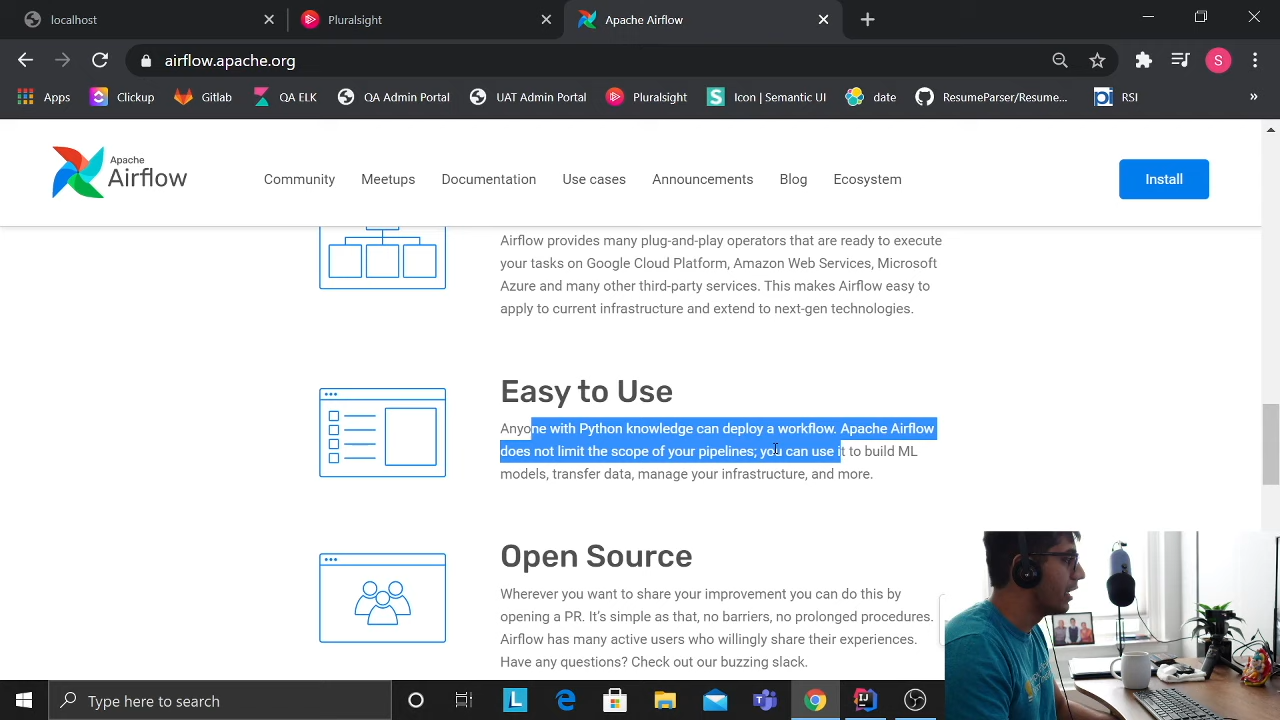 localhost
Pluralsight
Apache Airflow
airflow.apache.org
Apps
Clickup
Gitlab
QA ELK
QA Admin Portal
UAT Admin Portal
Pluralsight
Icon | Semantic UI
date
ResumeParser/Resume...
RSI
»
S
Apache
Airflow
Community
Meetups
Documentation
Use cases
Announcements
Blog
Ecosystem
Install
Airflow provides many plug-and-play operators that are ready to execute
your tasks on Google Cloud Platform, Amazon Web Services, Microsoft
Azure and many other third-party services. This makes Airflow easy to
apply to current infrastructure and extend to next-gen technologies.
Easy to Use
Anyone with Python knowledge can deploy a workflow. Apache Airflow
does not limit the scope of your pipelines; you can use it to build ML
models, transfer data, manage your infrastructure, and more.
Open Source
Wherever you want to share your improvement you can do this by
opening a PR. It's simple as that, no barriers, no prolonged procedures.
Airflow has many active users who willingly share their experiences.
Have any questions? Check out our buzzing slack.
Type here to search